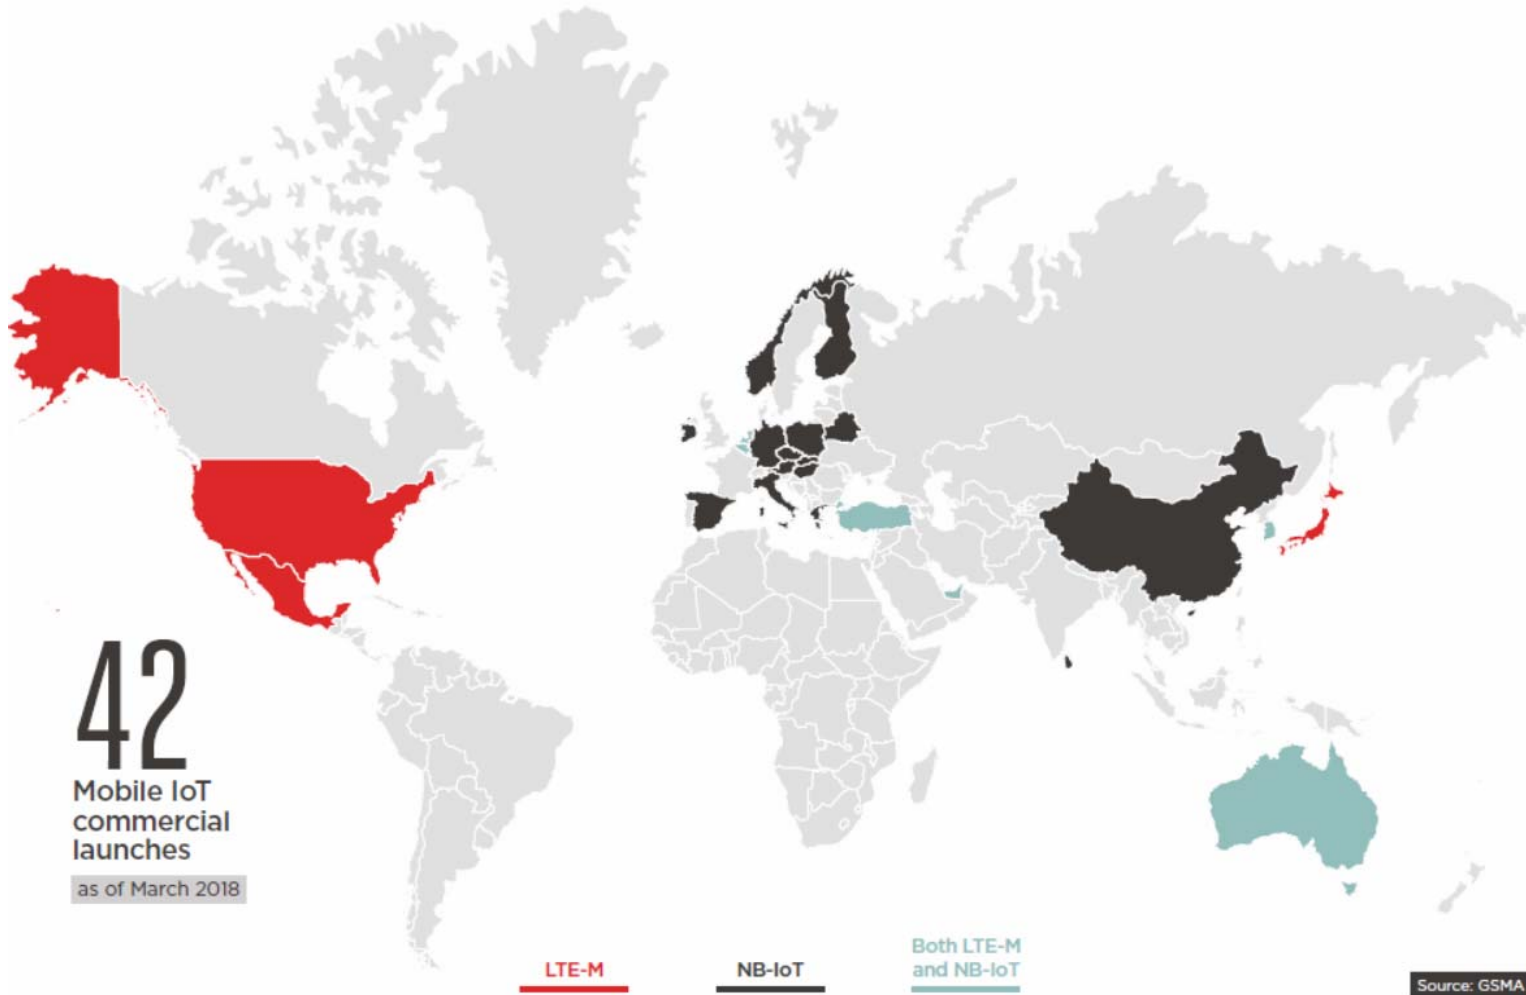 42
Mobile IoT
commercial
launches
as of March 2018
LTE-M
NB-IoT
Both LTE-M
and NB-IoT
Source: GSMA